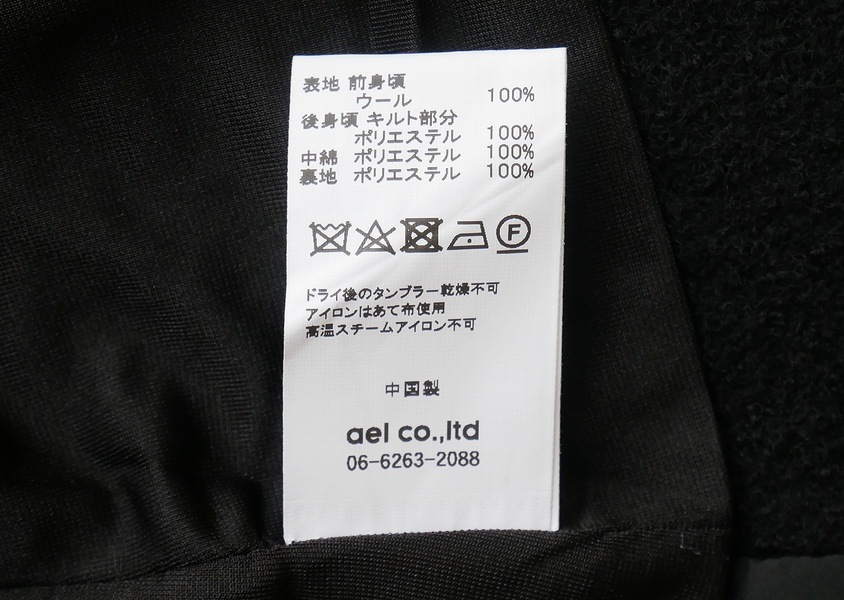 表地 前身頃
ウール 100%
後身頃 キルト部分
ポリエステル 100%
中綿 ポリエステル 100%
裏地 ポリエステル 100%
F
ドライ後のタンブラー乾燥不可
アイロンはあて布使用
高温スチームアイロン不可
中国製
ael co.,ltd
06-6263-2088